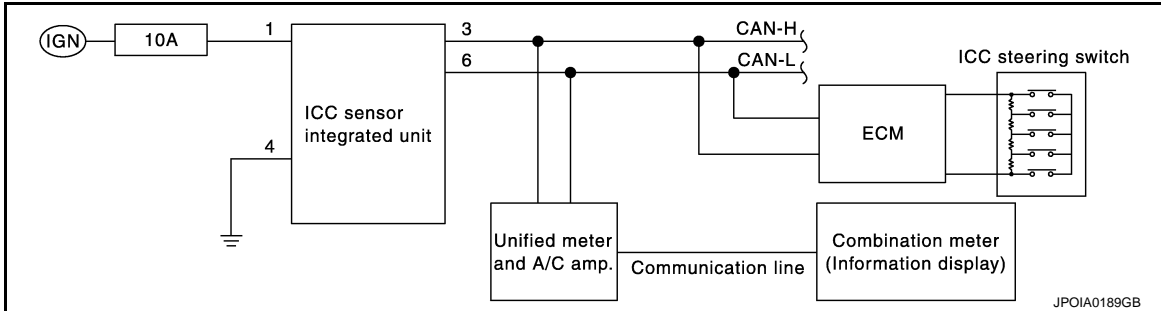 IGN
10A
1
3
CAN-H
6
CAN-L
ICC steering switch
ICC sensor
integrated unit
ECM
4
Unified meter
and A/C amp.
Communication line
Combination meter
(Information display)
JPOIA0189GB